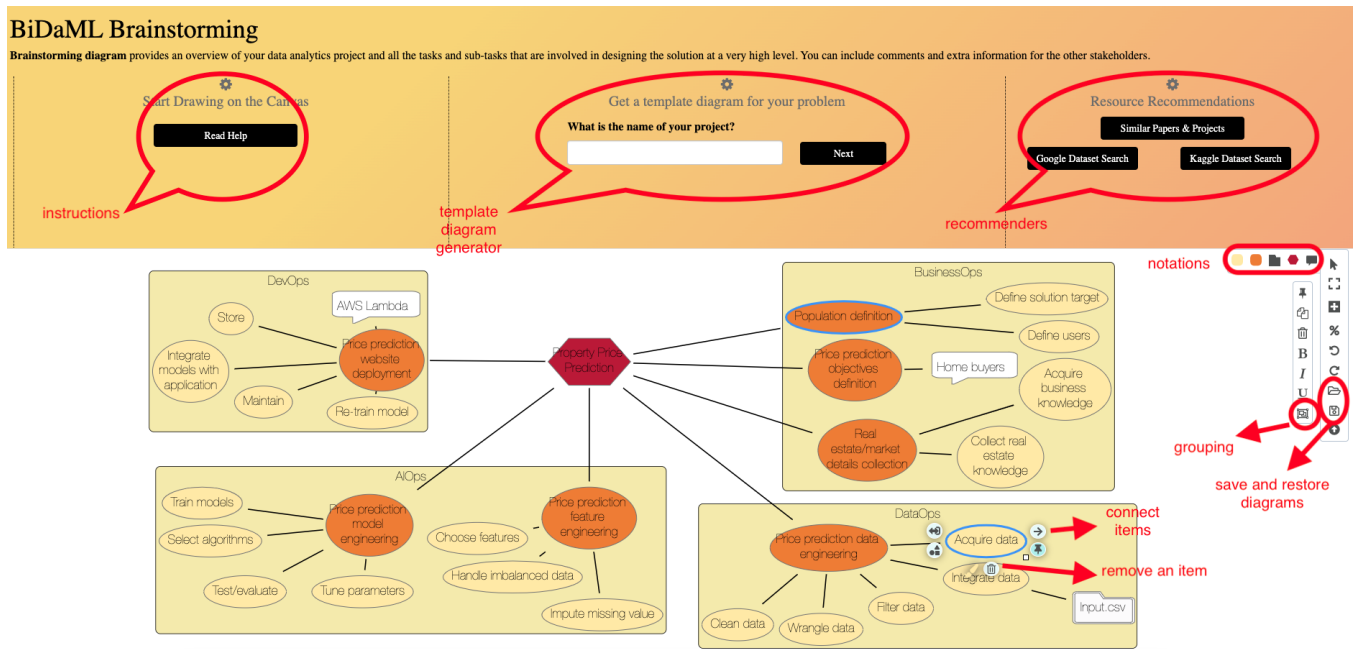 BiDaML Brainstorming
Brainstorming diagram provides an overview of your data analytics project and all the tasks and sub-tasks that are involved in designing the solution at a very high level. You can include comments and extra information for the other stakeholders.
Start Drawing on the Canvas
Read Help
instructions
Get a template diagram for your problem
What is the name of your project?
Next
template
diagram
generator
Resource Recommendations
Similar Papers & Projects
Google Dataset Search
Kaggle Dataset Search
recommenders
notations
DevOps
AWS Lambda
Store
Integrate
models with
application
Price prediction
website
deployment
Maintain
Re-train model
Property Price
Prediction
BusinessOps
Population definition
Define solution target
Define users
Price prediction
objectives
definition
Home buyers
Acquire
business
knowledge
Real
estate/market
details collection
Collect real
estate
knowledge
B
I
U
grouping
save and restore
diagrams
AIOps
Train models
Select algorithms
Price prediction
model
engineering
Test/evaluate
Tune parameters
Choose features
Price prediction
feature
engineering
Handle imbalanced data
Impute missing value
DataOps
Price prediction data
engineering
Acquire data
connect
items
Integrate data
remove an item
Input.csv
Filter data
Clean data
Wrangle data